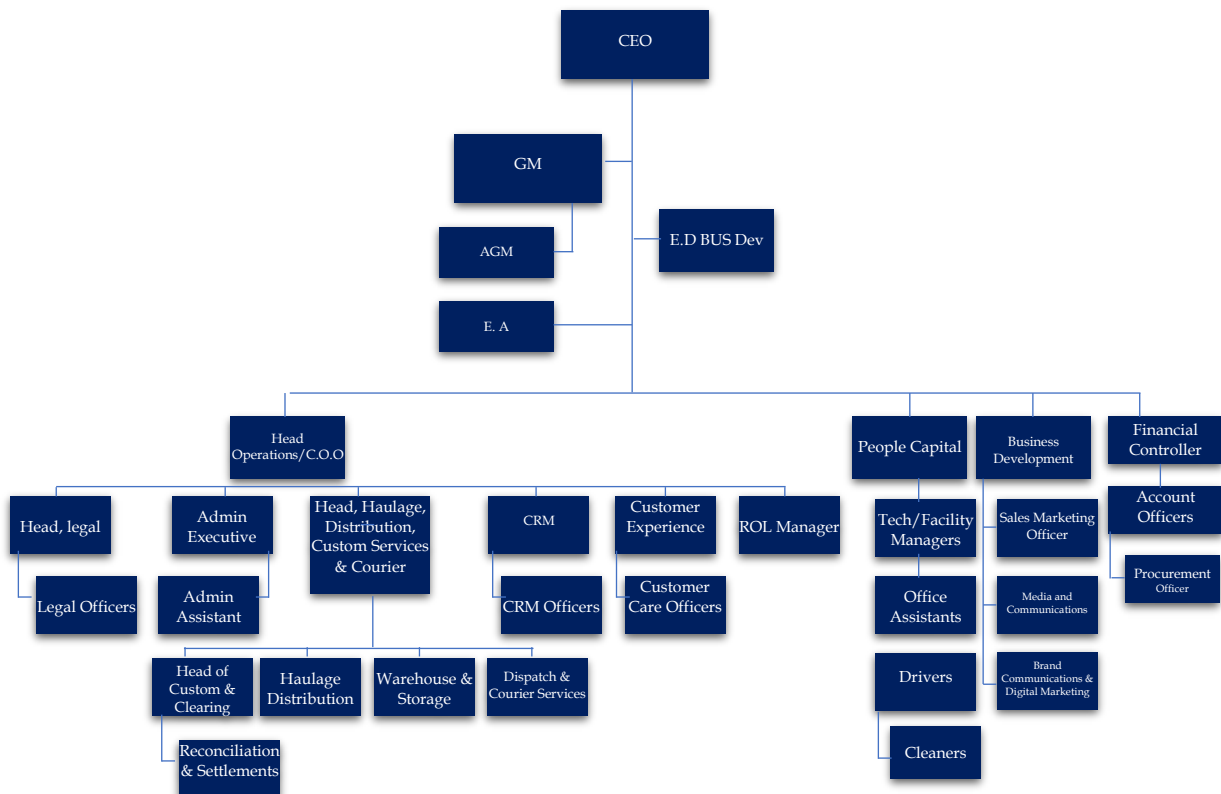 CEO
GM
E.D BUS Dev
AGM
E. A
Head
Operations/C.O.O
People Capital
Business
Development
Financial
Controller
Head, legal
Admin
Executive
Head, Haulage,
Distribution,
Custom Services
& Courier
CRM
Customer
Experience
ROL Manager
Tech/Facility
Managers
Sales Marketing
Officer
Account
Officers
Legal Officers
Admin
Assistant
CRM Officers
Customer
Care Officers
Office
Assistants
Media and
Communications
Procurement
Officer
Head of
Custom &
Clearing
Haulage
Distribution
Warehouse &
Storage
Dispatch &
Courier Services
Drivers
Brand
Communications &
Digital Marketing
Reconciliation
& Settlements
Cleaners